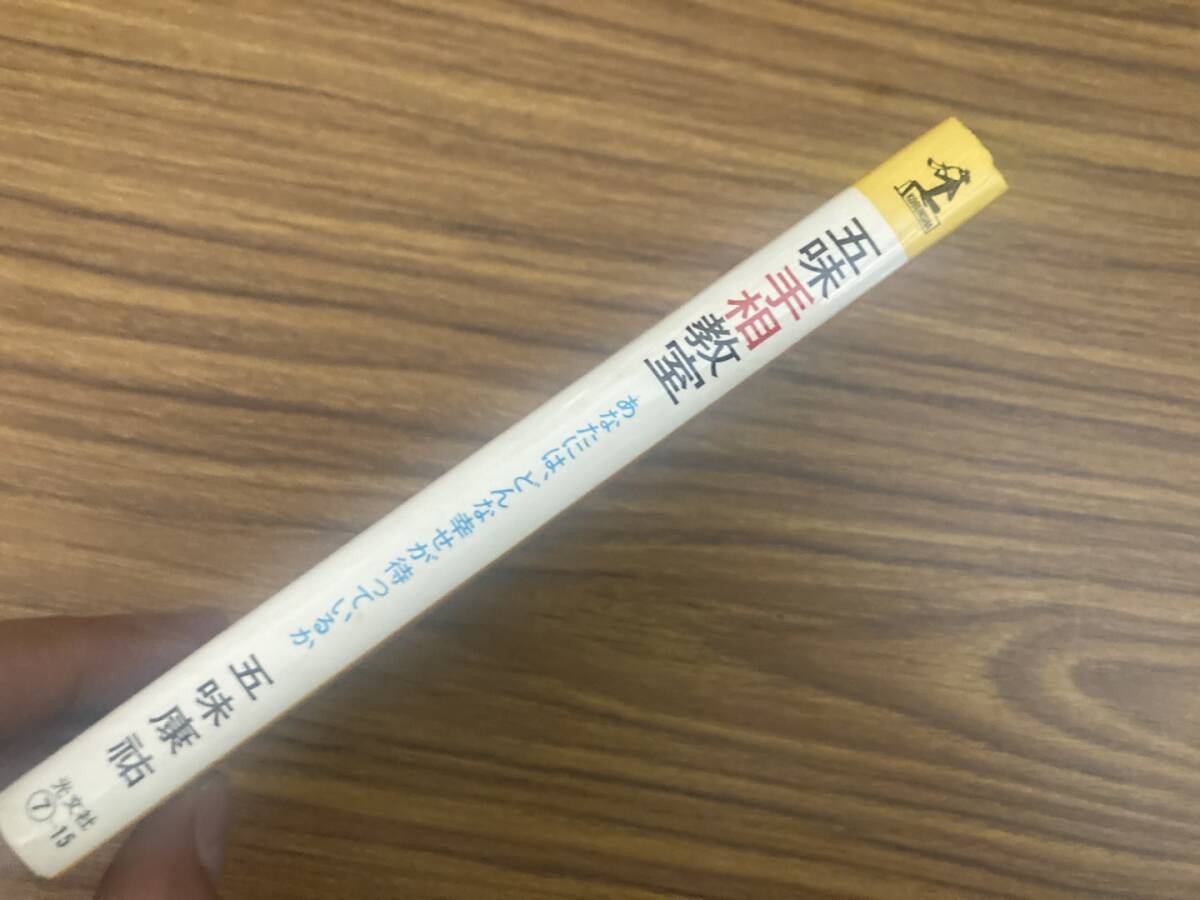 五味手相教室
あなたには、どんな幸せが待っているか
五味康祐
光文社
⑦-15